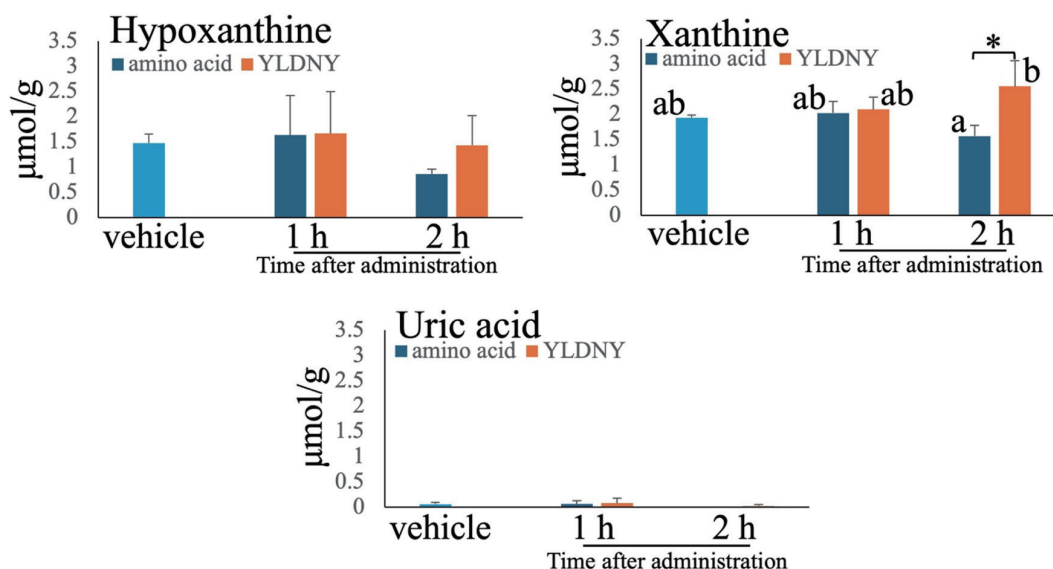 Hypoxanthine
amino acid YLDNY
µmol/g
3.5
3
2.5
2
1.5
1
0.5
0
vehicle
1 h
2 h
Time after administration
Xanthine
amino acid YLDNY
µmol/g
3.5
3
2.5
2
1.5
1
0.5
0
ab
ab
ab
a
*
b
vehicle
1 h
2 h
Time after administration
Uric acid
amino acid YLDNY
µmol/g
3.5
3
2.5
2
1.5
1
0.5
0
vehicle
1 h
2 h
Time after administration